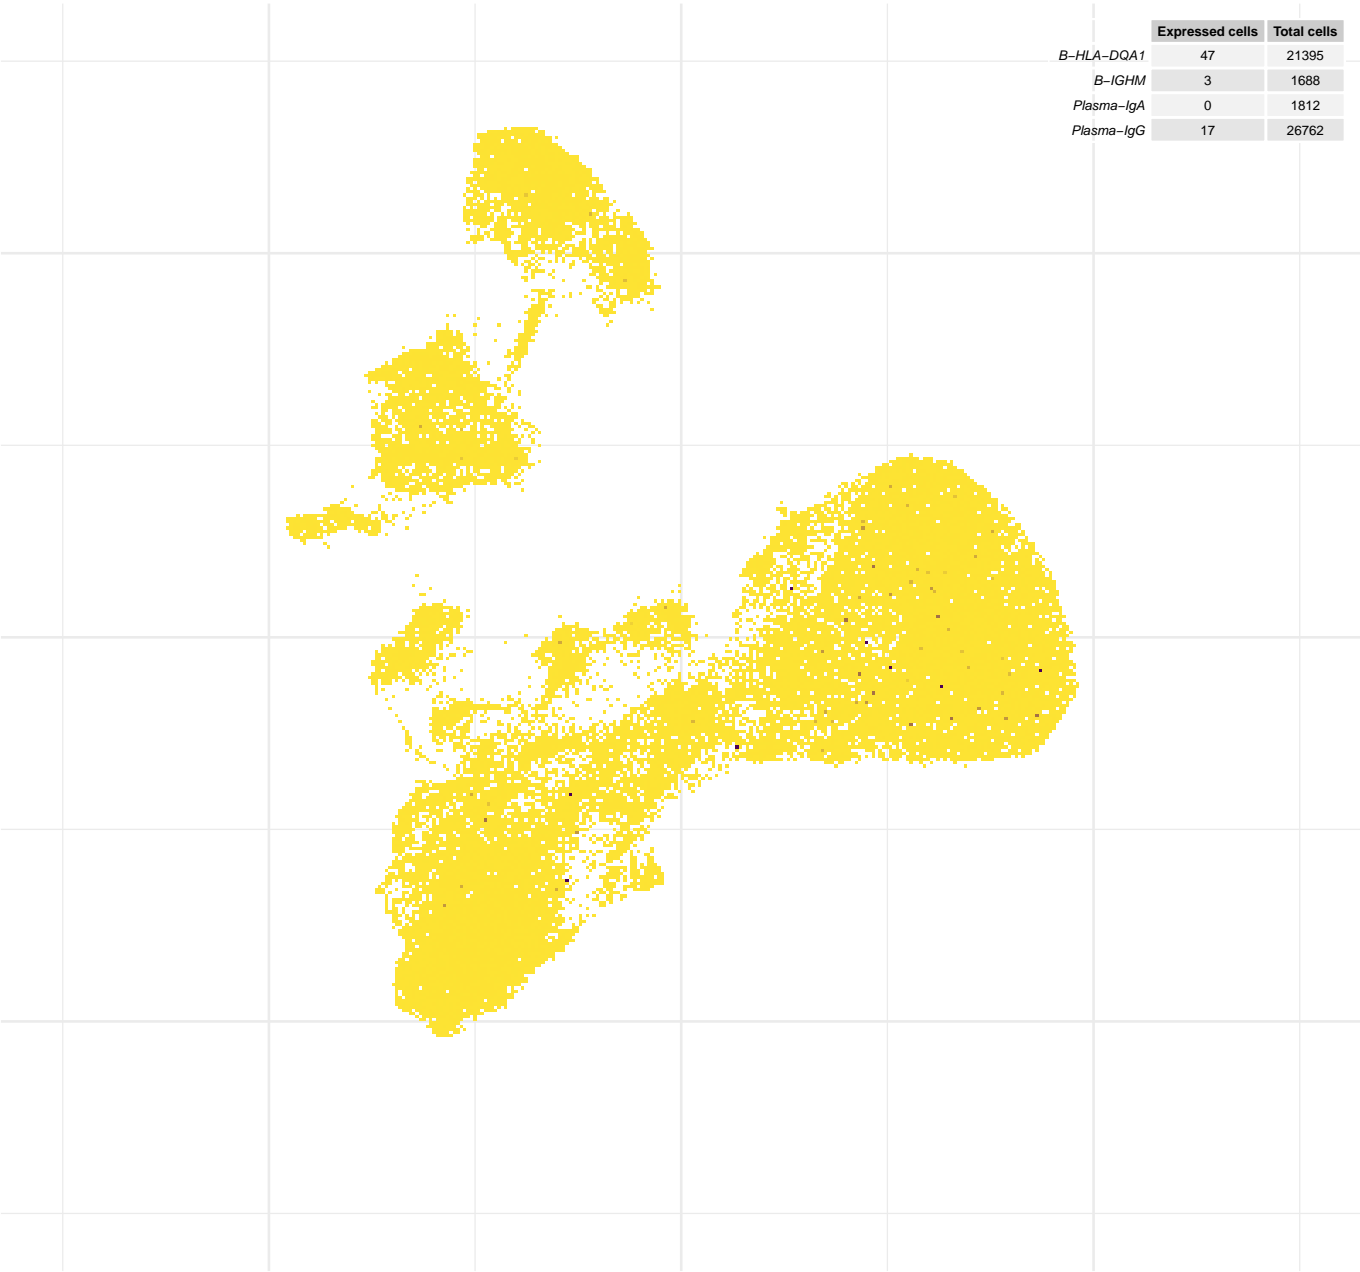 Expressed cells Total cells
B−HLA−DQA1 47 21395
B−IGHM 3 1688
Plasma−IgA 0 1812
Plasma−IgG 17 26762